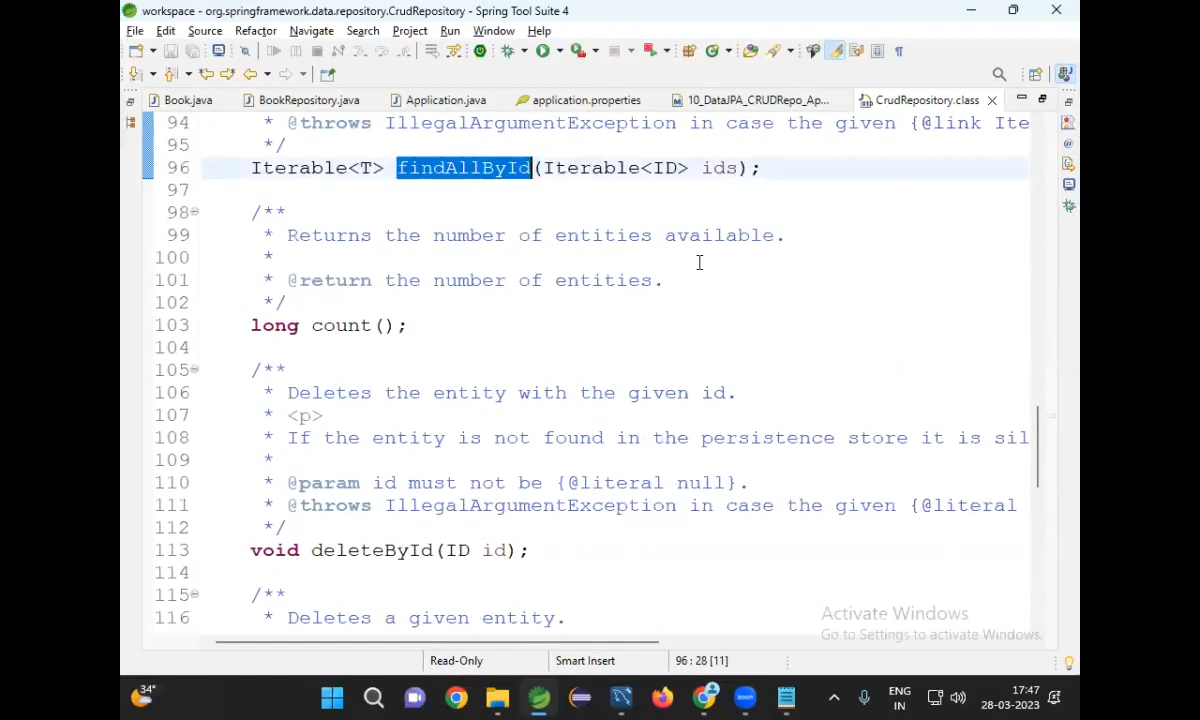 workspace - org.springframework.data.repository.CrudRepository - Spring Tool Suite 4
File Edit Source Refactor Navigate Search Project Run Window Help
Book.java BookRepository.java Application.java application.properties 10_DataJPA_CRUDRepo_Ap... CrudRepository.class
94 * @throws IllegalArgumentException in case the given {@link Ite
95 */
96 Iterable<T> findAllById(Iterable<ID> ids);
97
98 /**
99 * Returns the number of entities available.
100 *
101 * @return the number of entities.
102 */
103 long count();
104
105 /**
106 * Deletes the entity with the given id.
107 * <p>
108 * If the entity is not found in the persistence store it is sil
109 *
110 * @param id must not be {@literal null}.
111 * @throws IllegalArgumentException in case the given {@literal
112 */
113 void deleteById(ID id);
114
115 /**
116 * Deletes a given entity.
Activate Windows
Go to Settings to activate Windows.
Read-Only Smart Insert 96 : 28 [11]
34°
zoom
ENG
IN
17:47
28-03-2023